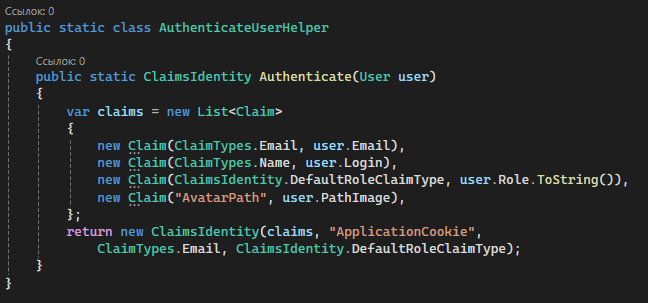 Ссылок: 0
public static class AuthenticateUserHelper
{
Ссылок: 0
public static ClaimsIdentity Authenticate(User user)
{
var claims = new List<Claim>
{
new Claim(ClaimTypes.Email, user.Email),
new Claim(ClaimTypes.Name, user.Login),
new Claim(ClaimsIdentity.DefaultRoleClaimType, user.Role.ToString()),
new Claim("AvatarPath", user.PathImage),
};
return new ClaimsIdentity(claims, "ApplicationCookie",
ClaimTypes.Email, ClaimsIdentity.DefaultRoleClaimType);
}
}